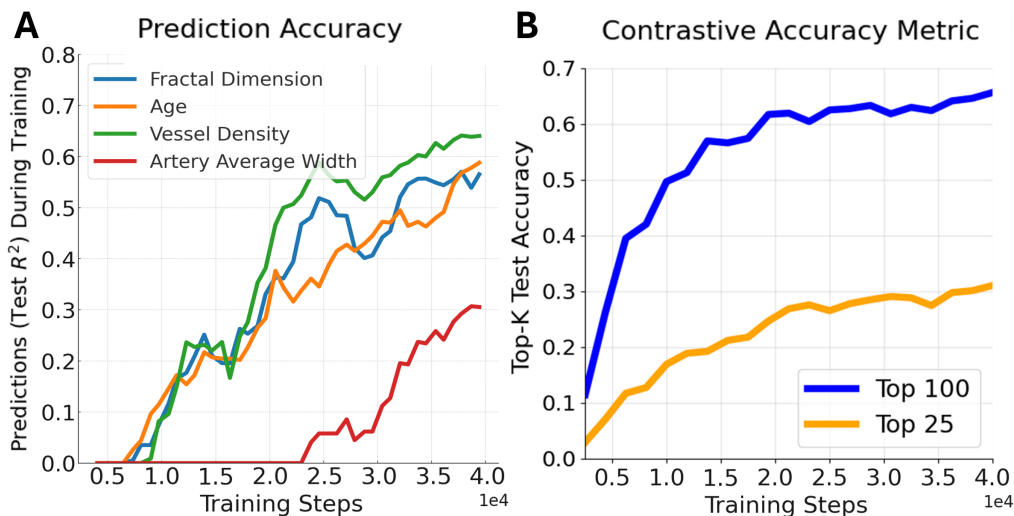 A
Prediction Accuracy
Predictions (Test R²) During Training
0.8
0.7
0.6
0.5
0.4
0.3
0.2
0.1
0.0
Fractal Dimension
Age
Vessel Density
Artery Average Width
1.0 1.5 2.0 2.5 3.0 3.5 4.0
1e4
Training Steps
B
Contrastive Accuracy Metric
Top-K Test Accuracy
0.7
0.6
0.5
0.4
0.3
0.2
0.1
0.0
Top 100
Top 25
1.0 1.5 2.0 2.5 3.0 3.5 4.0
1e4
Training Steps